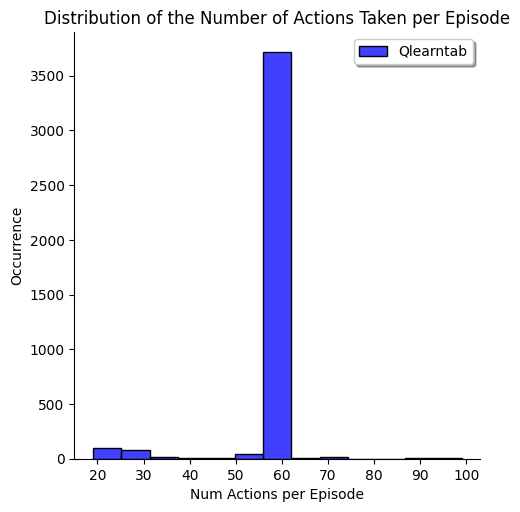 Distribution of the Number of Actions Taken per Episode
Qlearntab
3500
3000
2500
2000
1500
1000
500
0
Occurrence
20 30 40 50 60 70 80 90 100
Num Actions per Episode